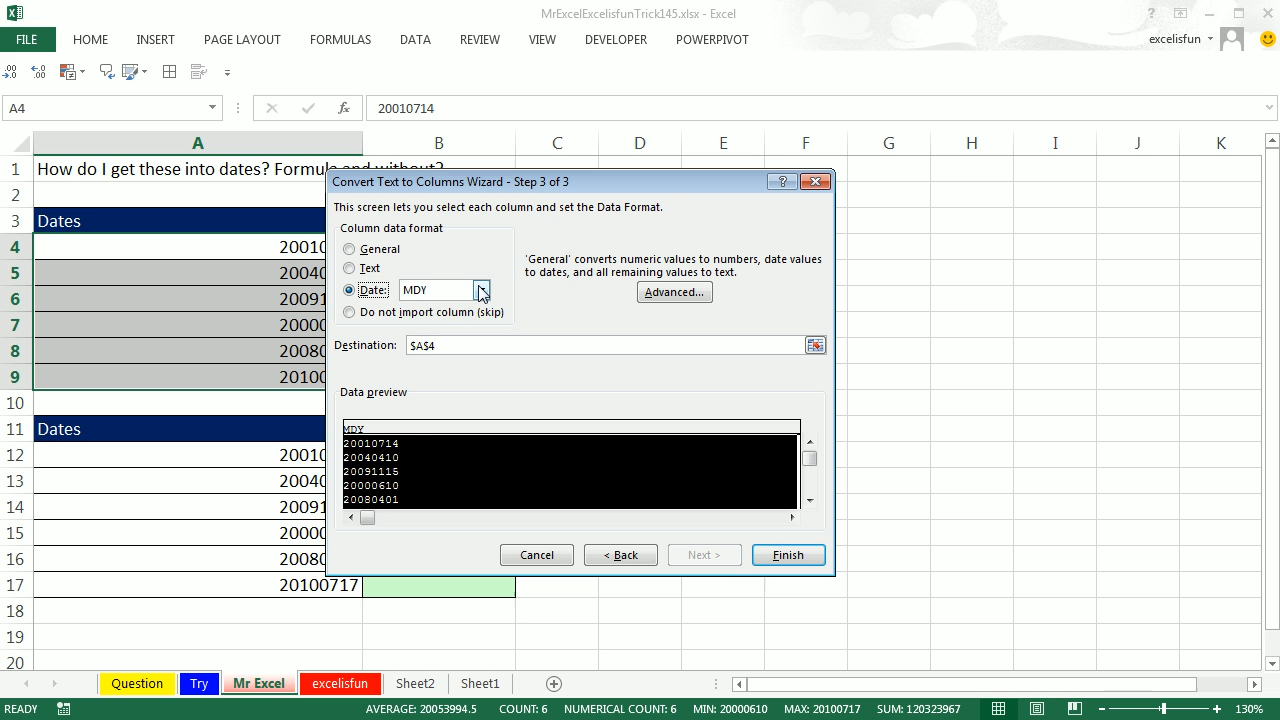 MrExcelExcelisfunTrick145.xlsx - Excel
FILE HOME INSERT PAGE LAYOUT FORMULAS DATA REVIEW VIEW DEVELOPER POWERPIVOT excelisfun
A4 fx 20010714
A B C D E F G H I J K
1 How do I get these into dates? Formula and without?
2
3 Dates
4 20010
5 20040
6 20091
7 20000
8 20080
9 20100
10
11 Dates
12 20010
13 20040
14 20091
15 20000
16 20080
17 20100717
18
19
20
Convert Text to Columns Wizard - Step 3 of 3
This screen lets you select each column and set the Data Format.
Column data format
General
Text
Date: MDY
Do not import column (skip)
'General' converts numeric values to numbers, date values
to dates, and all remaining values to text.
Advanced...
Destination: $A$4
Data preview
MDY
20010714
20040410
20091115
20000610
20080401
Cancel < Back Next > Finish
Question Try Mr Excel excelisfun Sheet2 Sheet1
READY AVERAGE: 20053994.5 COUNT: 6 NUMERICAL COUNT: 6 MIN: 20000610 MAX: 20100717 SUM: 120323967 130%